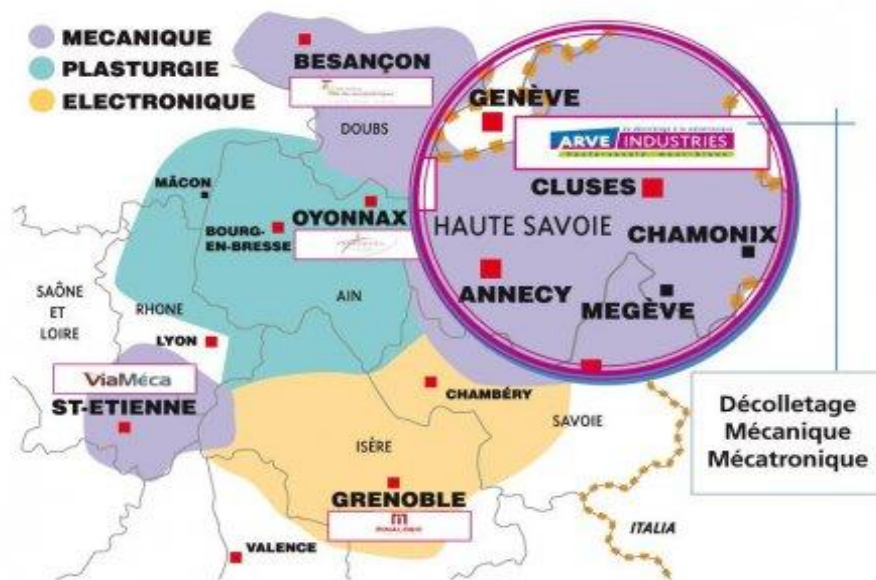 MECANIQUE
PLASTURGIE
ELECTRONIQUE
BESANÇON
DOUBS
GENÈVE
ARVE INDUSTRIES
CLUSES
HAUTE SAVOIE
CHAMONIX
ANNECY
MEGÈVE
MÂCON
BOURG-
EN-BRESSE
OYONNAX
AIN
SAÔNE
ET
LOIRE
RHONE
LYON
ViaMéca
ST-ETIENNE
CHAMBÉRY
SAVOIE
ISÈRE
GRENOBLE
VALENCE
ITALIA
Décolletage
Mécanique
Mécatronique